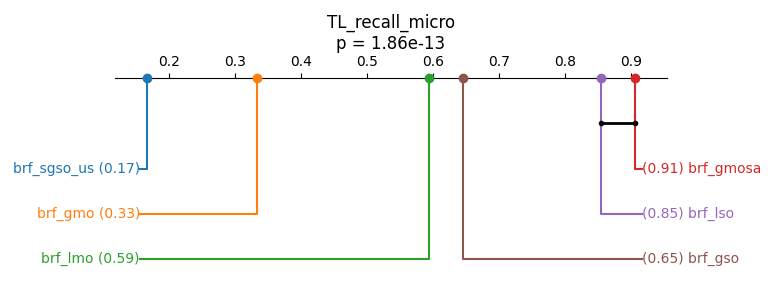 TL_recall_micro
p = 1.86e-13
0.2 0.3 0.4 0.5 0.6 0.7 0.8 0.9
brf_sgso_us (0.17) (0.91) brf_gmosa
brf_gmo (0.33) (0.85) brf_lso
brf_lmo (0.59) (0.65) brf_gso